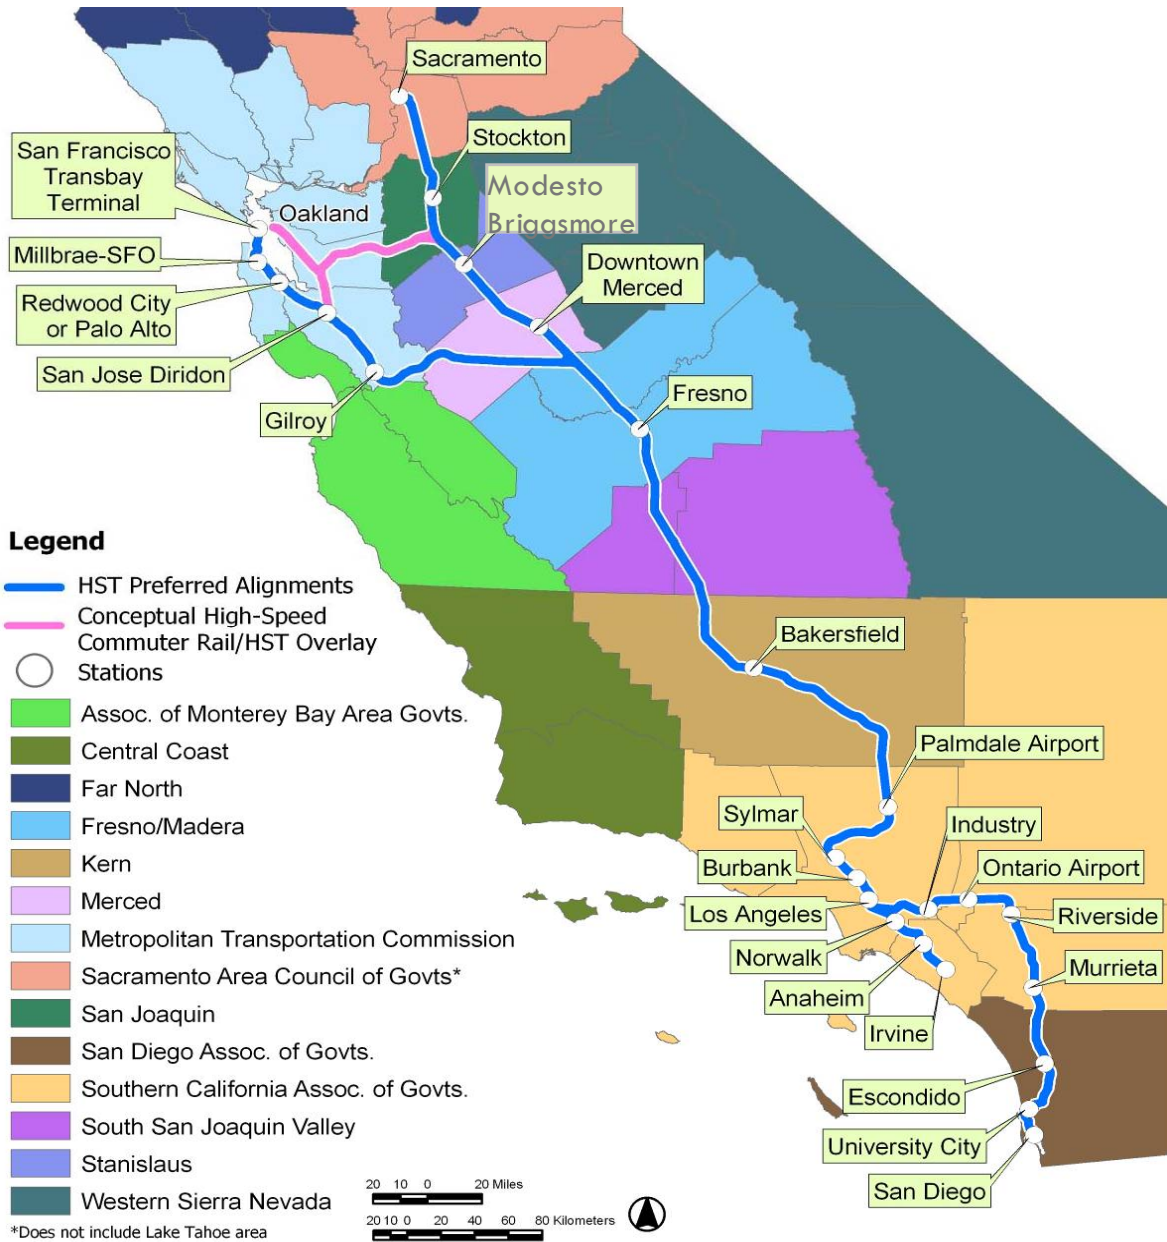 Sacramento
Stockton
San Francisco
Transbay
Terminal
Modesto
Briggsmore
Oakland
Millbrae-SFO
Downtown
Merced
Redwood City
or Palo Alto
San Jose Diridon
Fresno
Gilroy
Legend
HST Preferred Alignments
Conceptual High-Speed
Commuter Rail/HST Overlay
Stations
Assoc. of Monterey Bay Area Govts.
Central Coast
Far North
Fresno/Madera
Kern
Merced
Metropolitan Transportation Commission
Sacramento Area Council of Govts*
San Joaquin
San Diego Assoc. of Govts.
Southern California Assoc. of Govts.
South San Joaquin Valley
Stanislaus
Western Sierra Nevada
*Does not include Lake Tahoe area
Bakersfield
Palmdale Airport
Sylmar
Industry
Burbank
Ontario Airport
Los Angeles
Riverside
Norwalk
Murrieta
Anaheim
Irvine
Escondido
University City
San Diego
20 10 0 20 Miles
20 10 0 20 40 60 80 Kilometers